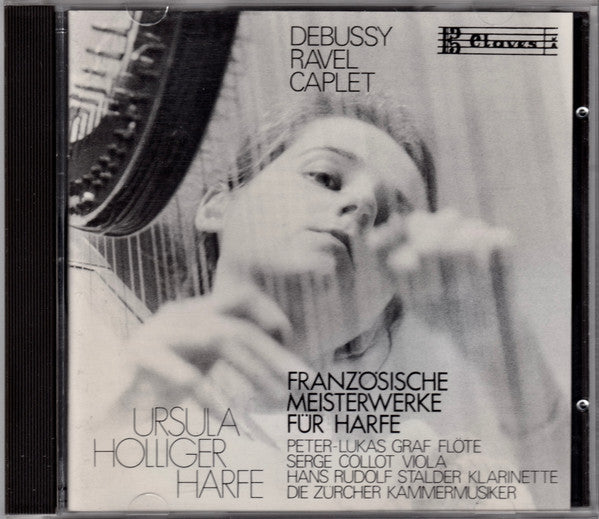 DEBUSSY
RAVEL
CAPLET
Claves
FRANZÖSISCHE
MEISTERWERKE
FÜR HARFE
URSULA
HOLLIGER
HARFE
PETER-LUKAS GRAF FLÖTE
SERGE COLLOT VIOLA
HANS RUDOLF STALDER KLARINETTE
DIE ZÜRCHER KAMMERMUSIKER